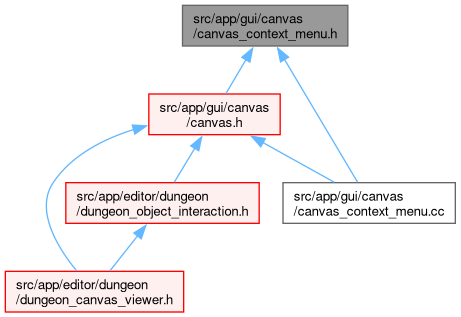 src/app/gui/canvas
/canvas_context_menu.h
src/app/gui/canvas
/canvas.h
src/app/editor/dungeon
/dungeon_object_interaction.h
src/app/gui/canvas
/canvas_context_menu.cc
src/app/editor/dungeon
/dungeon_canvas_viewer.h